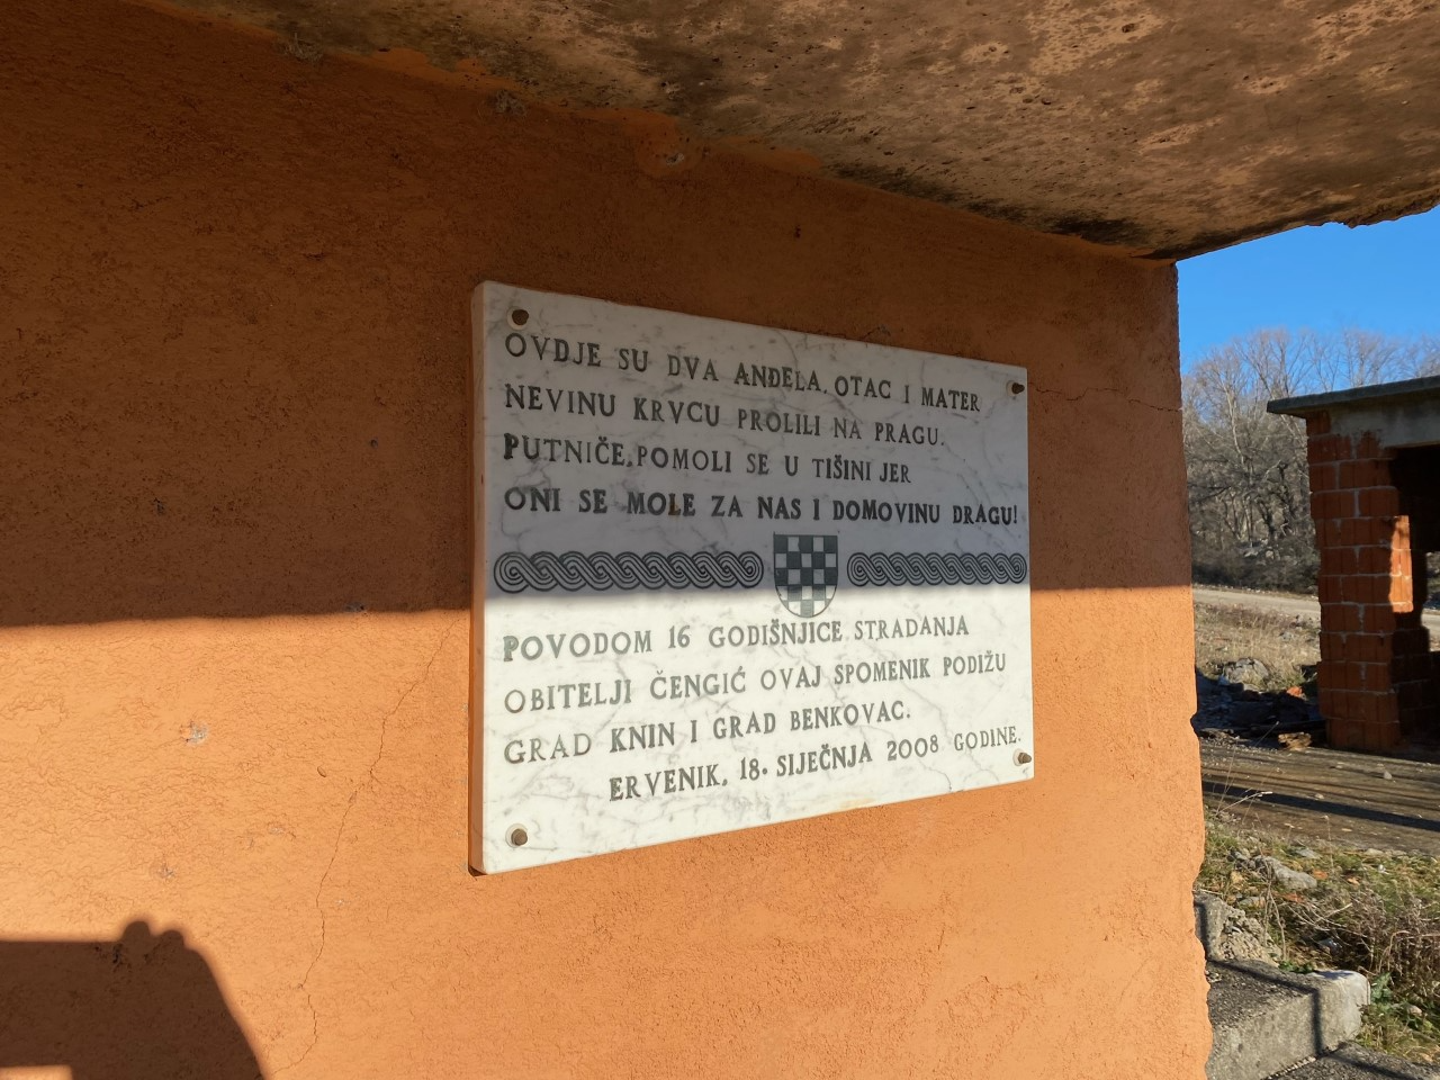 OVDJE SU DVA ANĐELA. OTAC I MATER
NEVINU KRVCU PROLILI NA PRAGU.
PUTNIČE. POMOLI SE U TIŠINI JER
ONI SE MOLE ZA NAS I DOMOVINU DRAGU!
POVODOM 16 GODIŠNJICE STRADANJA
OBITELJI ČENGIĆ OVAJ SPOMENIK PODIŽU
GRAD KNIN I GRAD BENKOVAC.
ERVENIK. 18. SIJEČNJA 2008 GODINE.